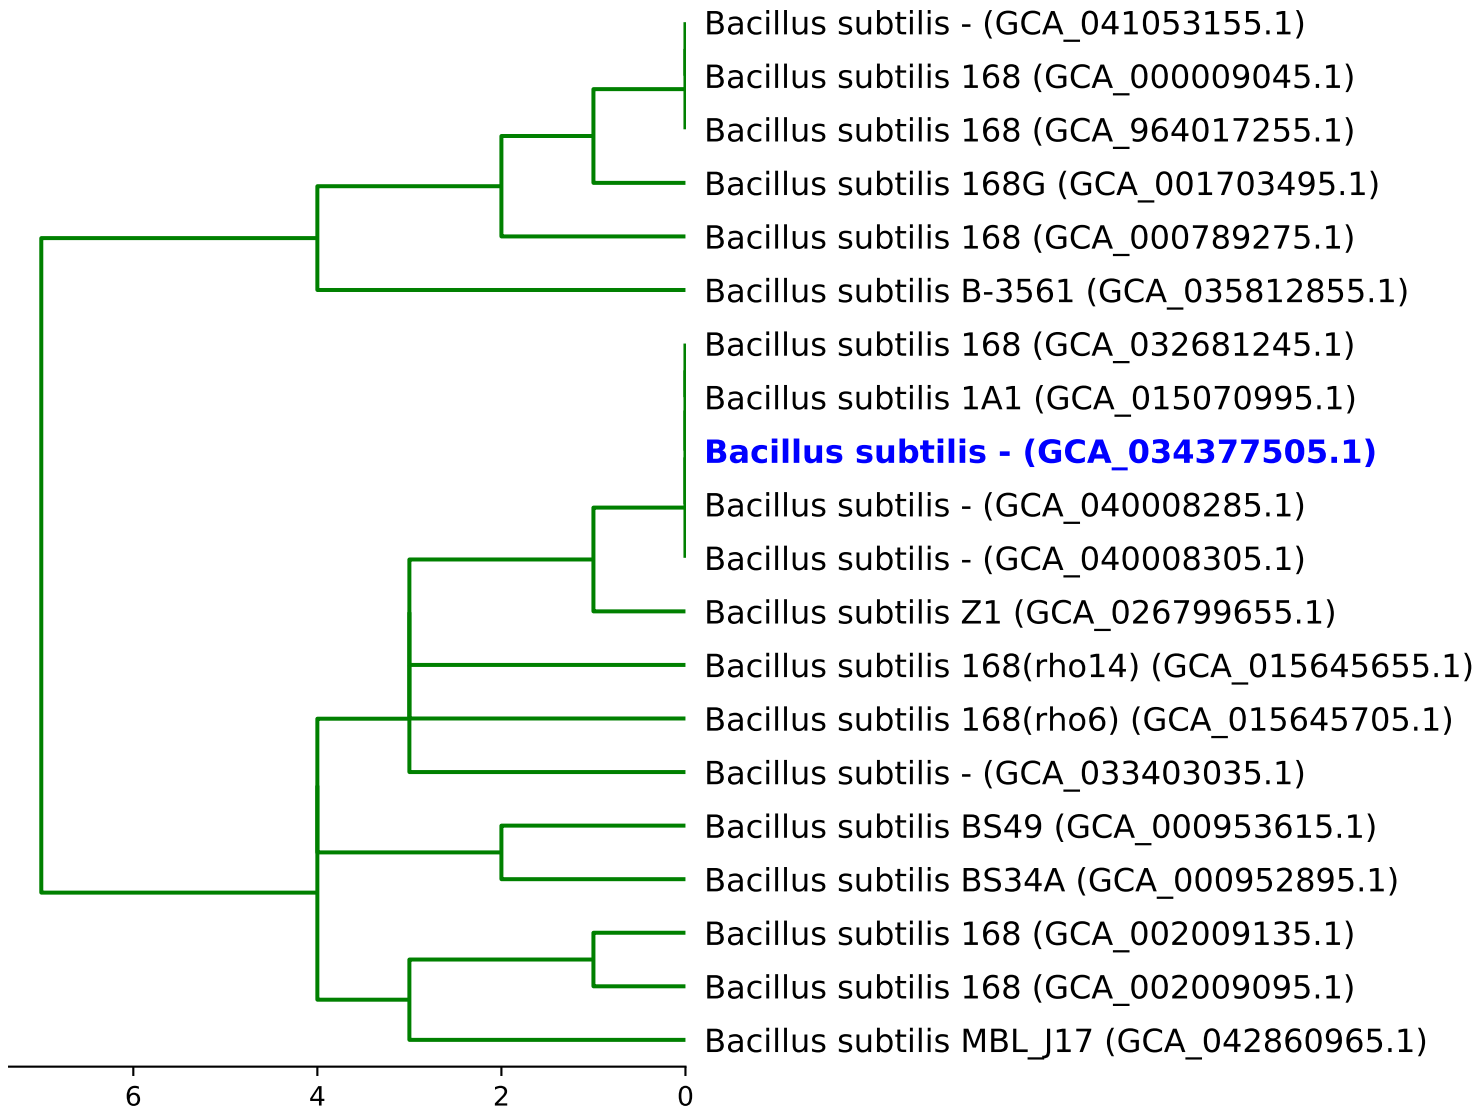 Bacillus subtilis - (GCA_041053155.1)
Bacillus subtilis 168 (GCA_000009045.1)
Bacillus subtilis 168 (GCA_964017255.1)
Bacillus subtilis 168G (GCA_001703495.1)
Bacillus subtilis 168 (GCA_000789275.1)
Bacillus subtilis B-3561 (GCA_035812855.1)
Bacillus subtilis 168 (GCA_032681245.1)
Bacillus subtilis 1A1 (GCA_015070995.1)
Bacillus subtilis - (GCA_034377505.1)
Bacillus subtilis - (GCA_040008285.1)
Bacillus subtilis - (GCA_040008305.1)
Bacillus subtilis Z1 (GCA_026799655.1)
Bacillus subtilis 168(rho14) (GCA_015645655.1)
Bacillus subtilis 168(rho6) (GCA_015645705.1)
Bacillus subtilis - (GCA_033403035.1)
Bacillus subtilis BS49 (GCA_000953615.1)
Bacillus subtilis BS34A (GCA_000952895.1)
Bacillus subtilis 168 (GCA_002009135.1)
Bacillus subtilis 168 (GCA_002009095.1)
Bacillus subtilis MBL_J17 (GCA_042860965.1)
6 4 2 0